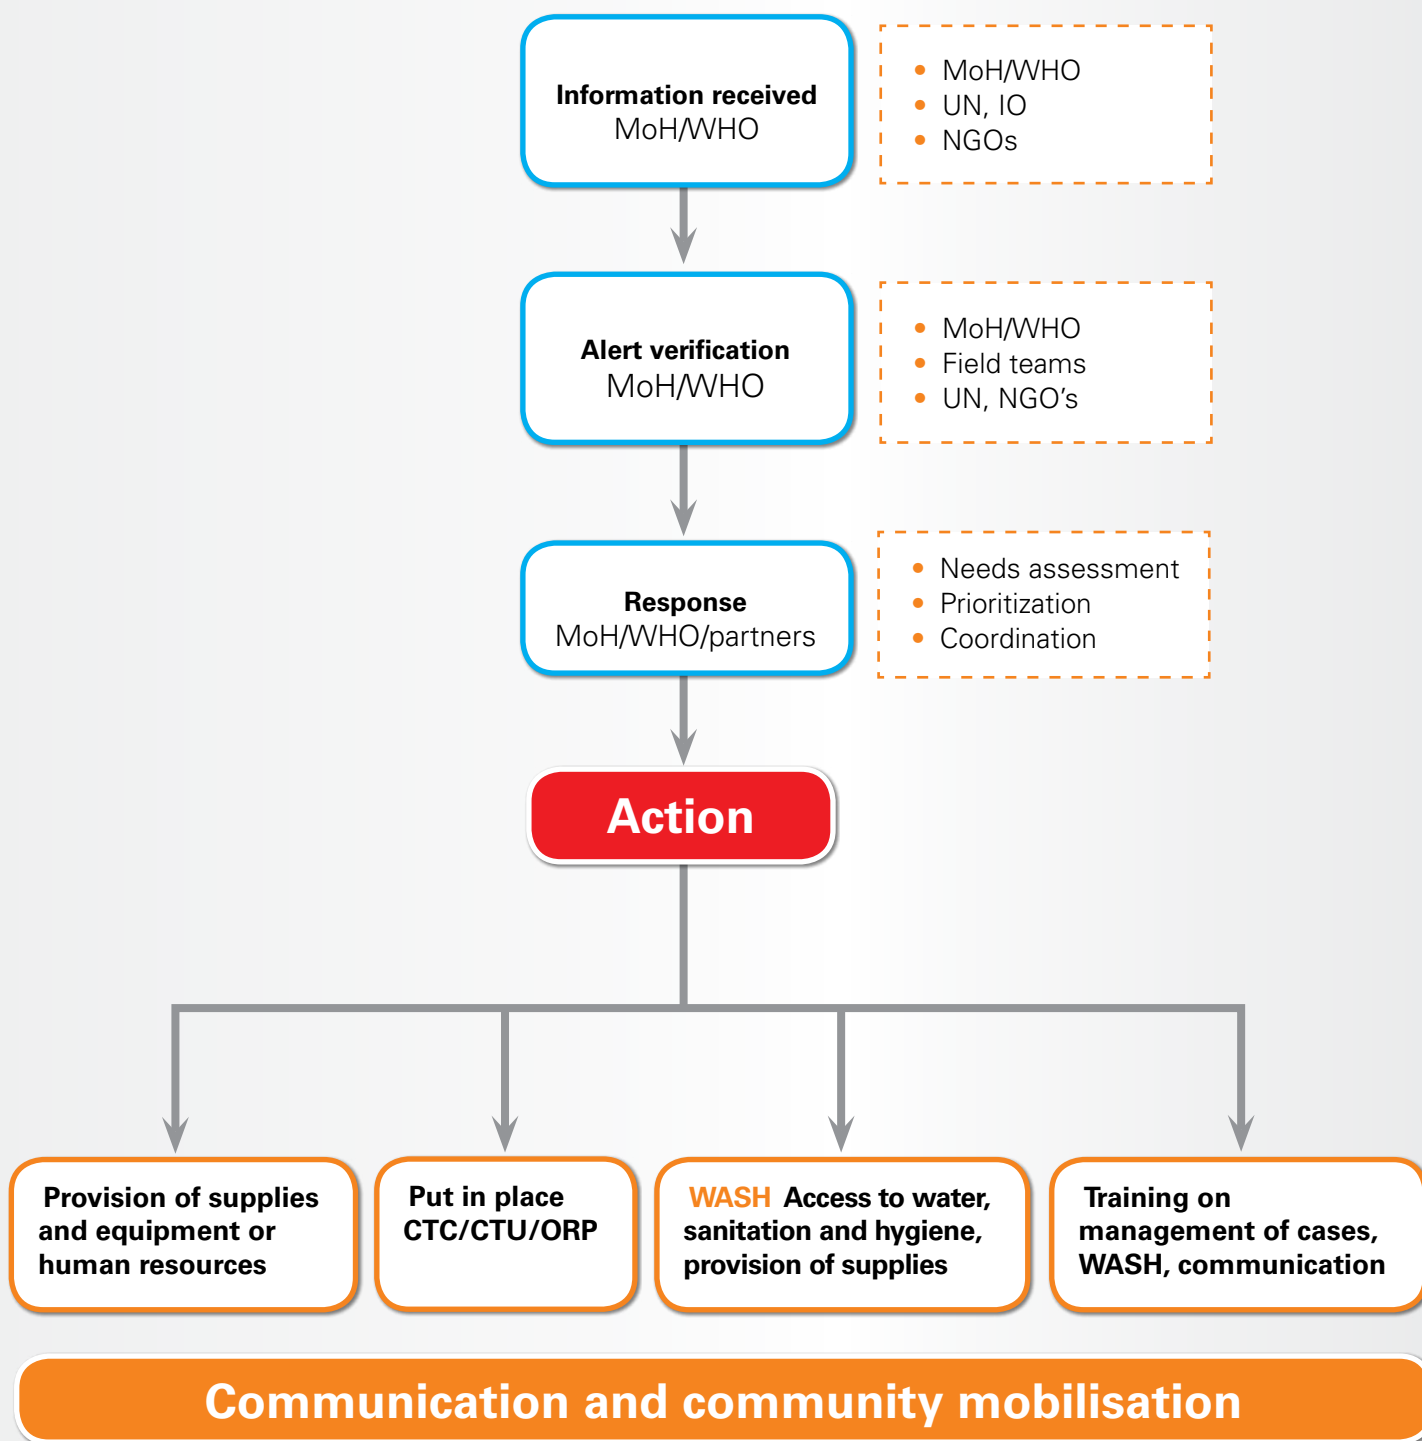 Information received
MoH/WHO
• MoH/WHO
• UN, IO
• NGOs
Alert verification
MoH/WHO
• MoH/WHO
• Field teams
• UN, NGO’s
Response
MoH/WHO/partners
• Needs assessment
• Prioritization
• Coordination
Action
Provision of supplies
and equipment or
human resources
Put in place
CTC/CTU/ORP
WASH Access to water,
sanitation and hygiene,
provision of supplies
Training on
management of cases,
WASH, communication
Communication and community mobilisation